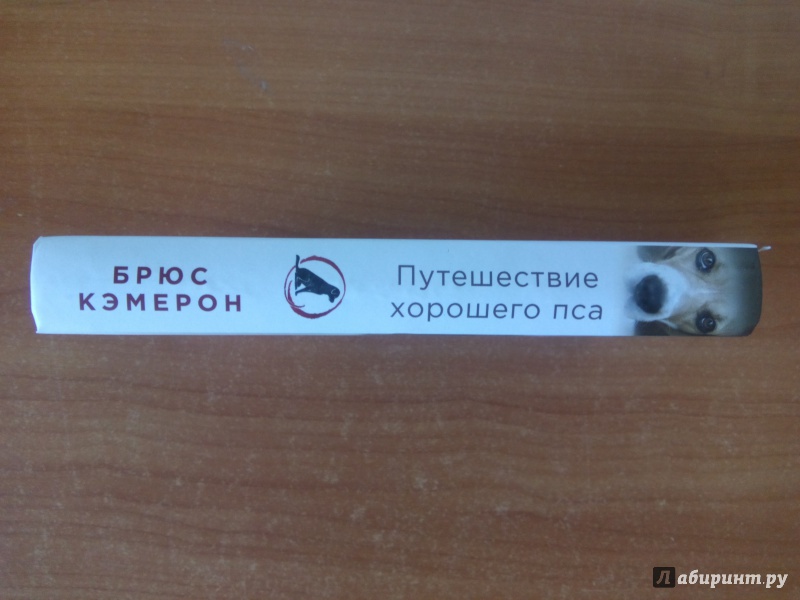 БРЮС
КЭМЕРОН
Путешествие
хорошего пса
Лабиринт.ру